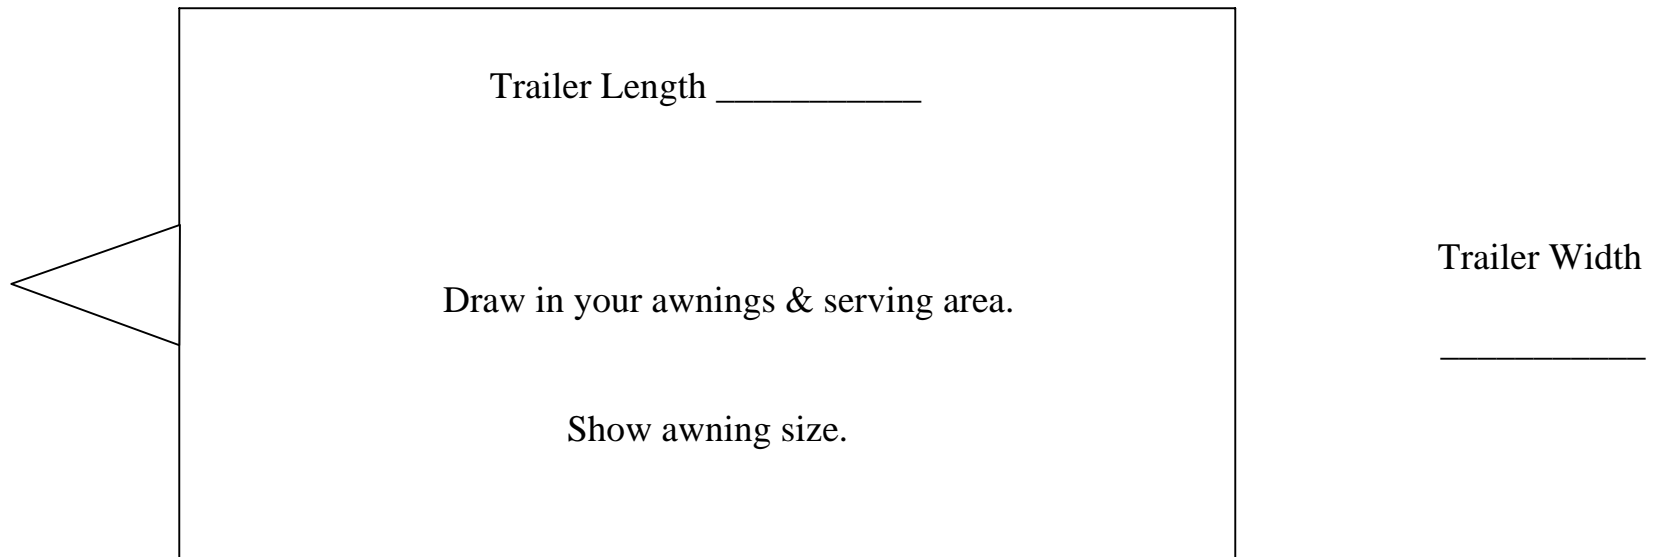 Trailer Length ___________
Trailer Width
Draw in your awnings & serving area.
___________
Show awning size.